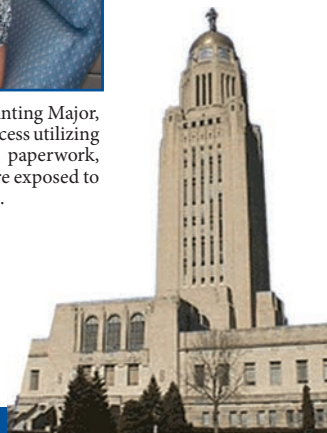 nting Major,
cess utilizing
paperwork,
re exposed to
.